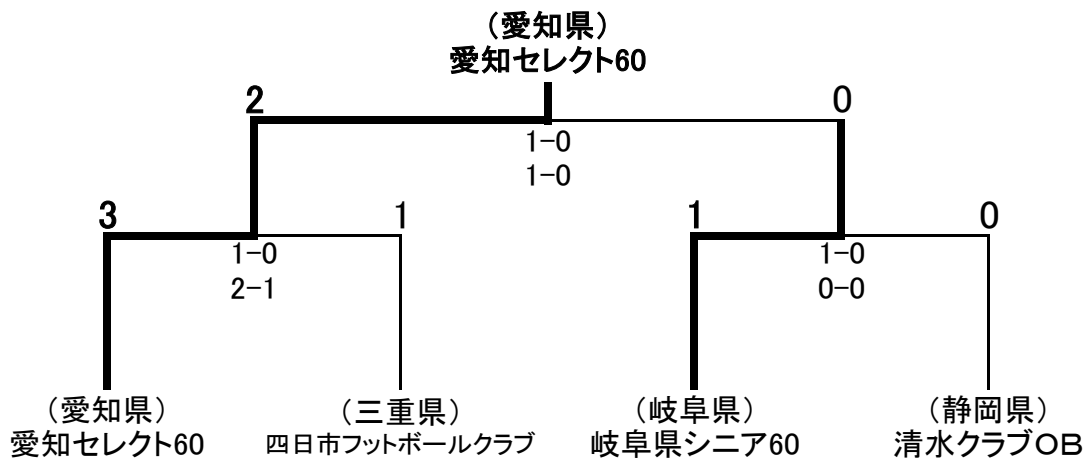 （愛知県）
愛知セレクト60
2
0
1-0
1-0
3
1
1
0
1-0
2-1
1-0
0-0
（愛知県）
愛知セレクト60
（三重県）
四日市フットボールクラブ
（岐阜県）
岐阜県シニア60
（静岡県）
清水クラブOB